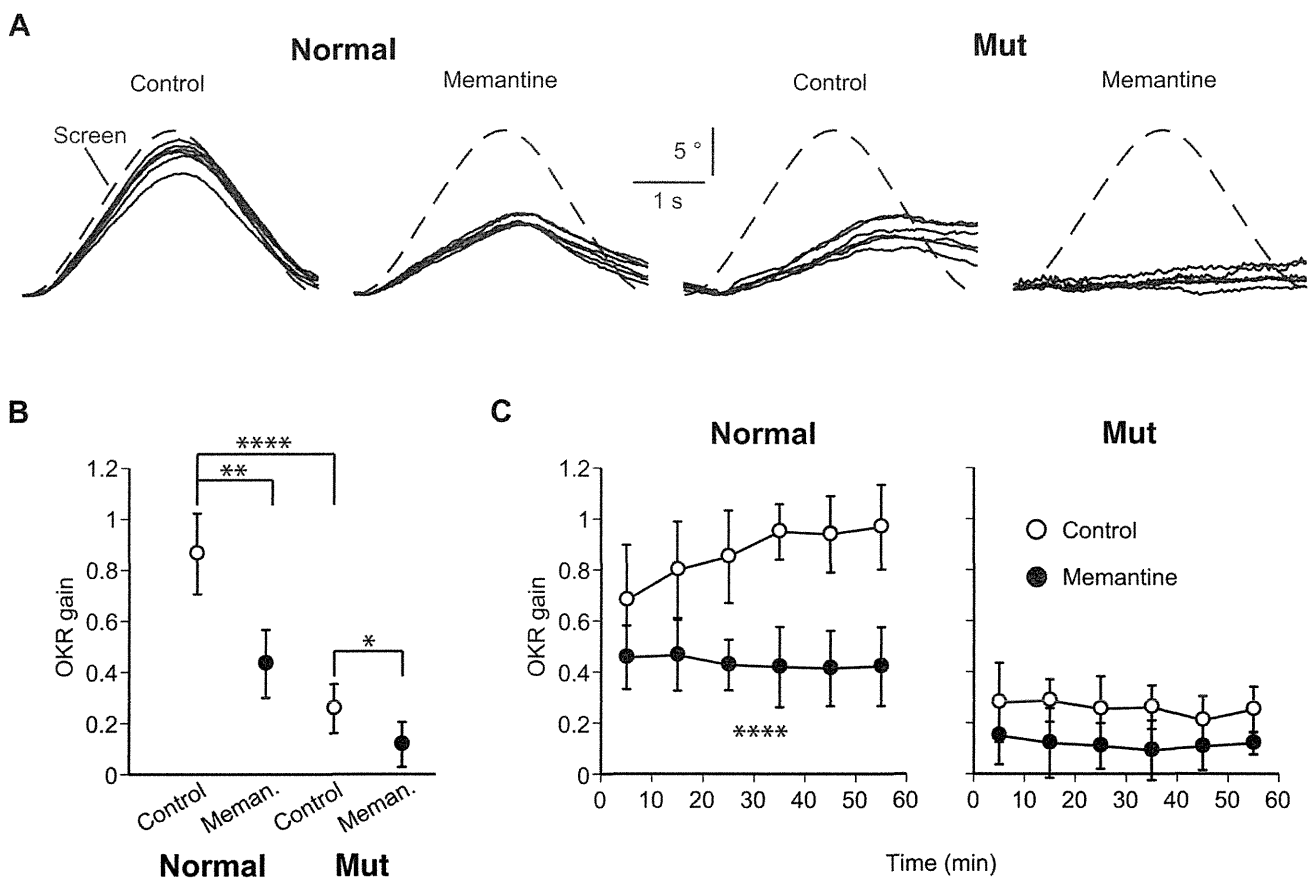 A
Normal
Mut
Control
Memantine
Control
Memantine
Screen
5 °
1 s
B
OKR gain
1.2
1
0.8
0.6
0.4
0.2
0
****
**
*
Control
Meman.
Control
Meman.
Normal
Mut
C
Normal
Mut
OKR gain
1.2
1
0.8
0.6
0.4
0.2
0
****
Control
Memantine
0 10 20 30 40 50 60
0 10 20 30 40 50 60
Time (min)